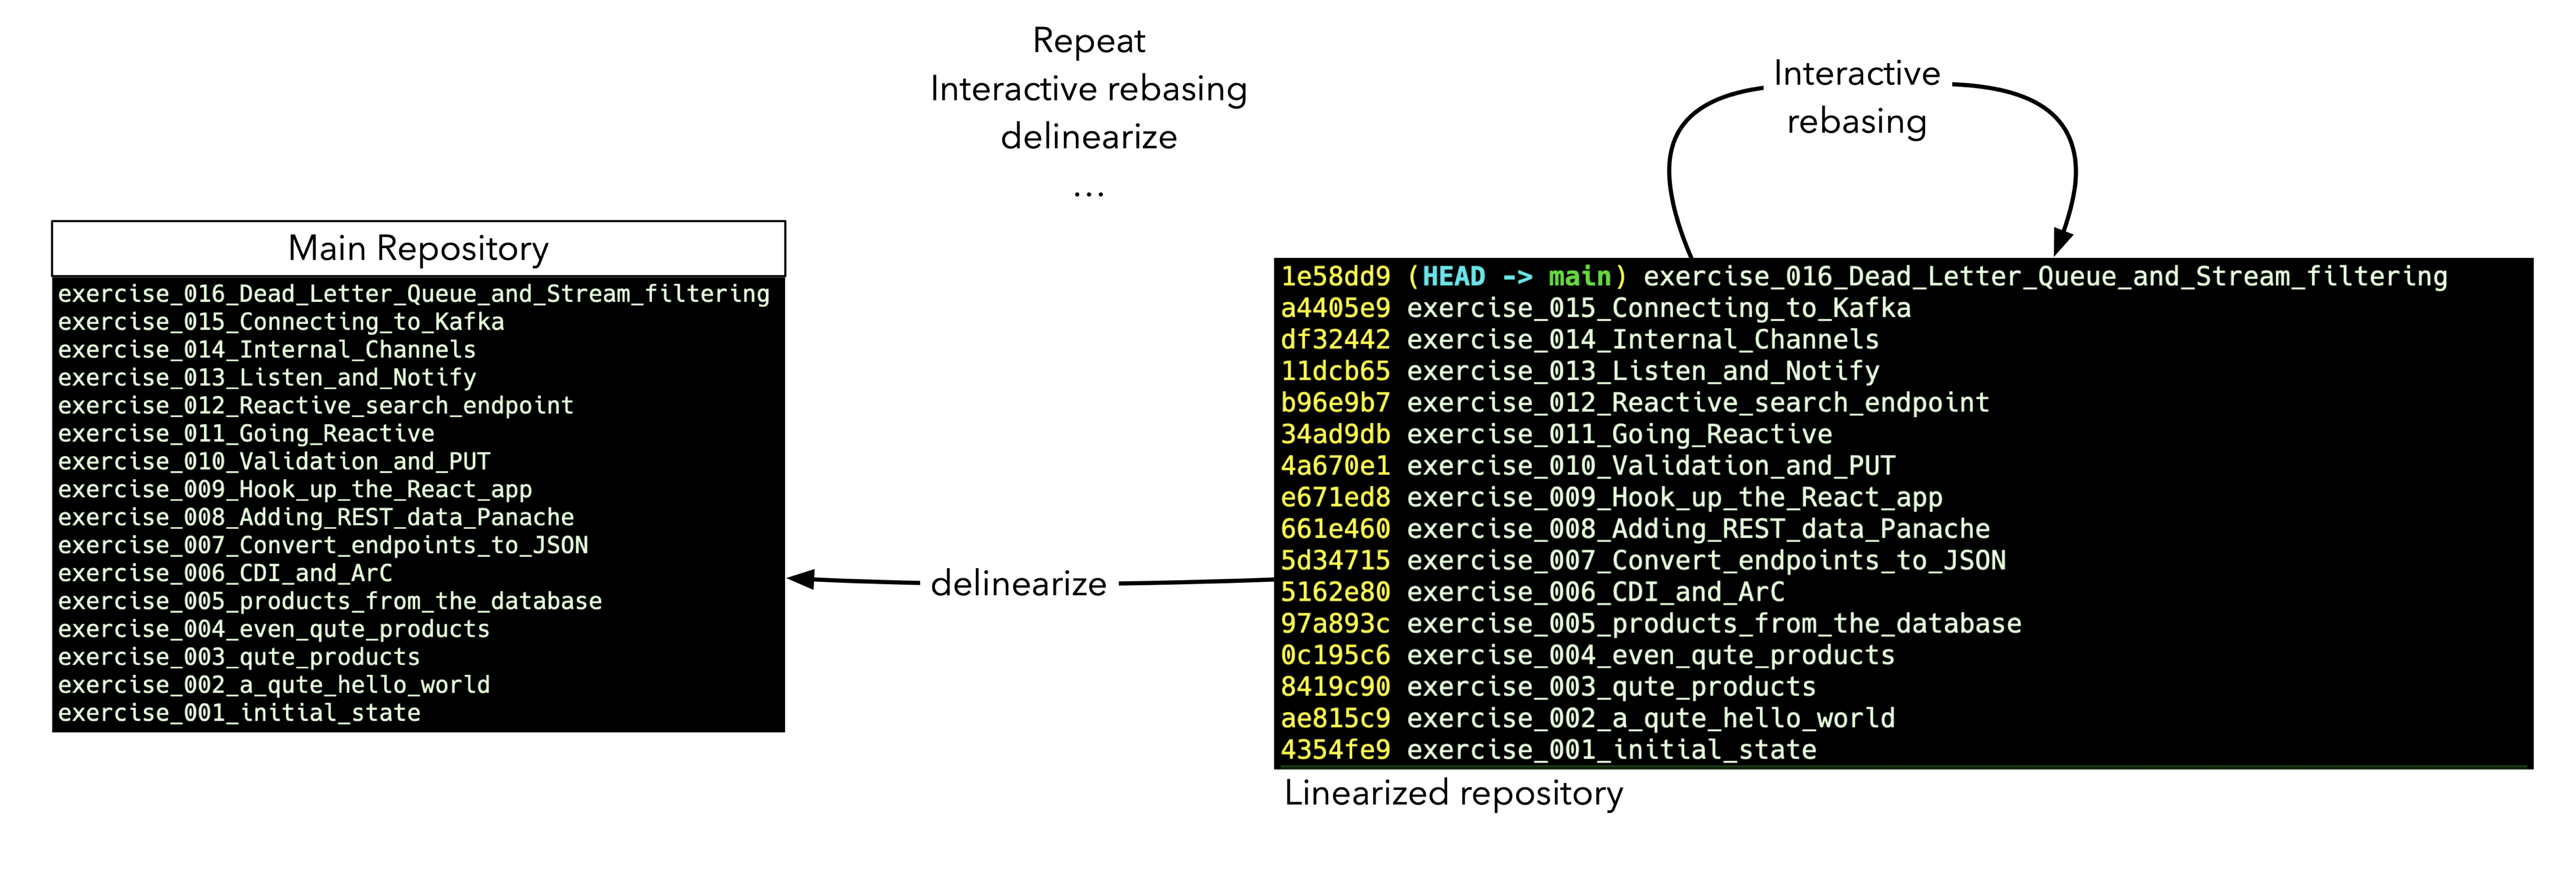 Repeat
Interactive rebasing
delinearize
...
Interactive
rebasing
Main Repository
exercise_016_Dead_Letter_Queue_and_Stream_filtering
exercise_015_Connecting_to_Kafka
exercise_014_Internal_Channels
exercise_013_Listen_and_Notify
exercise_012_Reactive_search_endpoint
exercise_011_Going_Reactive
exercise_010_Validation_and_PUT
exercise_009_Hook_up_the_React_app
exercise_008_Adding_REST_data_Panache
exercise_007_Convert_endpoints_to_JSON
exercise_006_CDI_and_ArC
exercise_005_products_from_the_database
exercise_004_even_qute_products
exercise_003_qute_products
exercise_002_a_qute_hello_world
exercise_001_initial_state
delinearize
1e58dd9 (HEAD -> main) exercise_016_Dead_Letter_Queue_and_Stream_filtering
a4405e9 exercise_015_Connecting_to_Kafka
df32442 exercise_014_Internal_Channels
11dcb65 exercise_013_Listen_and_Notify
b96e9b7 exercise_012_Reactive_search_endpoint
34ad9db exercise_011_Going_Reactive
4a670e1 exercise_010_Validation_and_PUT
e671ed8 exercise_009_Hook_up_the_React_app
661e460 exercise_008_Adding_REST_data_Panache
5d34715 exercise_007_Convert_endpoints_to_JSON
5162e80 exercise_006_CDI_and_ArC
97a893c exercise_005_products_from_the_database
0c195c6 exercise_004_even_qute_products
8419c90 exercise_003_qute_products
ae815c9 exercise_002_a_qute_hello_world
4354fe9 exercise_001_initial_state
Linearized repository